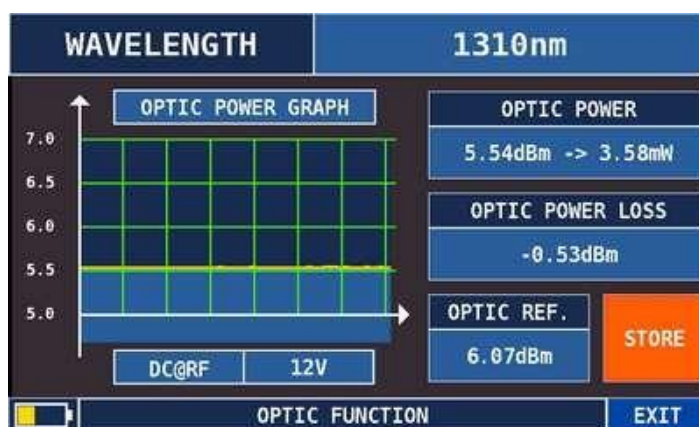 WAVELENGTH
1310nm
OPTIC POWER GRAPH
7.0
6.5
6.0
5.5
5.0
DC@RF
12V
OPTIC POWER
5.54dBm -> 3.58mW
OPTIC POWER LOSS
-0.53dBm
OPTIC REF.
6.07dBm
STORE
OPTIC FUNCTION
EXIT